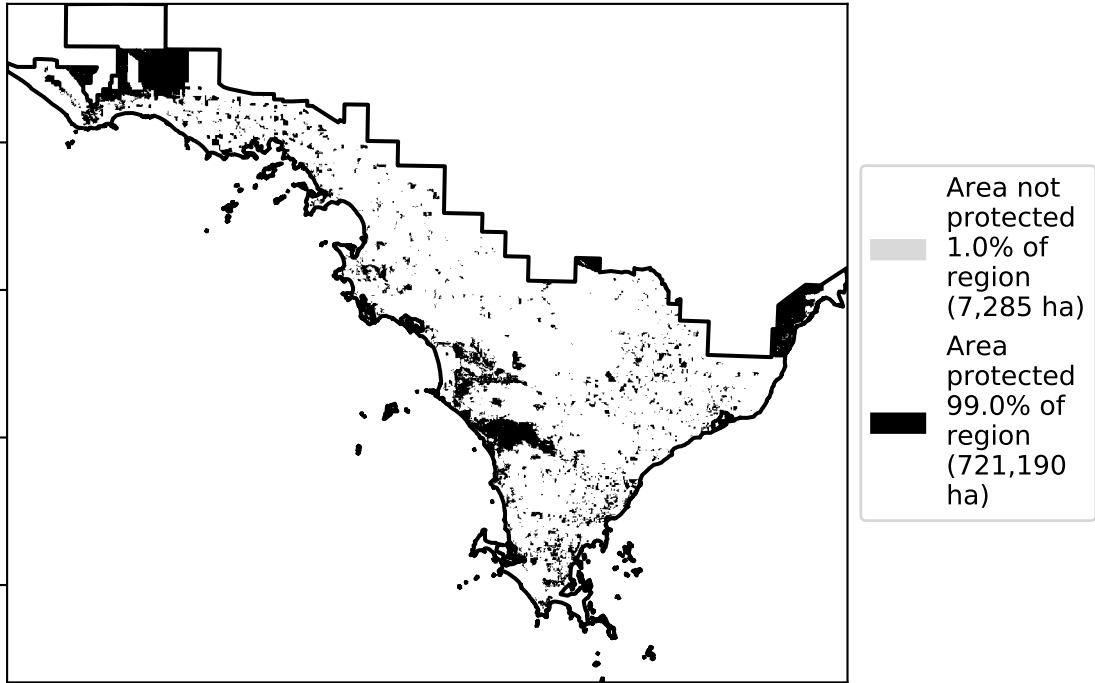 Area not
protected
1.0% of
region
(7,285 ha)
Area
protected
99.0% of
region
(721,190
ha)